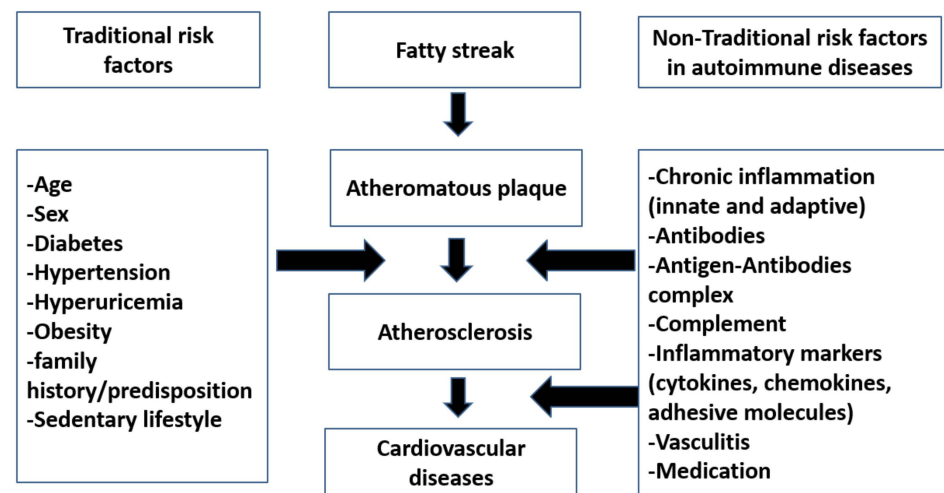 Traditional risk
factors
Fatty streak
Non-Traditional risk factors
in autoimmune diseases
-Age
-Sex
-Diabetes
-Hypertension
-Hyperuricemia
-Obesity
-family
history/predisposition
-Sedentary lifestyle
Atheromatous plaque
Atherosclerosis
Cardiovascular
diseases
-Chronic inflammation
(innate and adaptive)
-Antibodies
-Antigen-Antibodies
complex
-Complement
-Inflammatory markers
(cytokines, chemokines,
adhesive molecules)
-Vasculitis
-Medication